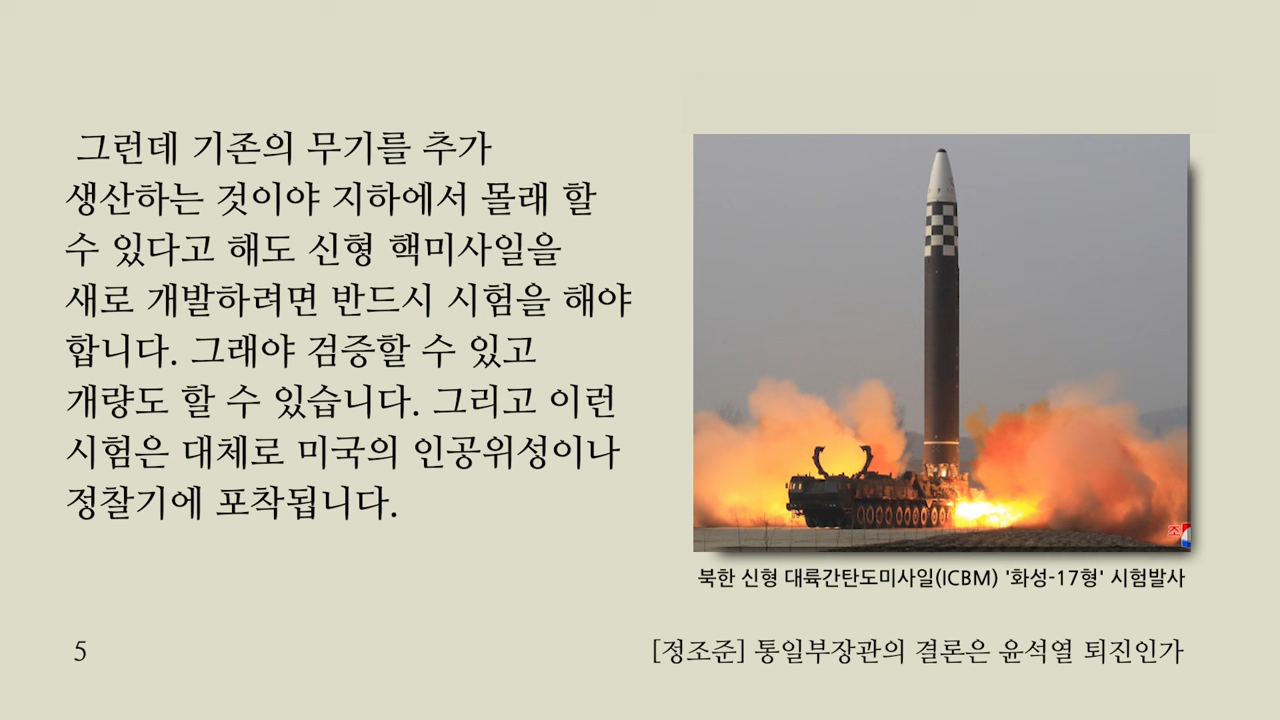 그런데 기존의 무기를 추가
생산하는 것이야 지하에서 몰래 할
수 있다고 해도 신형 핵미사일을
새로 개발하려면 반드시 시험을 해야
합니다. 그래야 검증할 수 있고
개량도 할 수 있습니다. 그리고 이런
시험은 대체로 미국의 인공위성이나
정찰기에 포착됩니다.
조
북한 신형 대륙간탄도미사일(ICBM) '화성-17형' 시험발사
5
[정조준] 통일부장관의 결론은 윤석열 퇴진인가